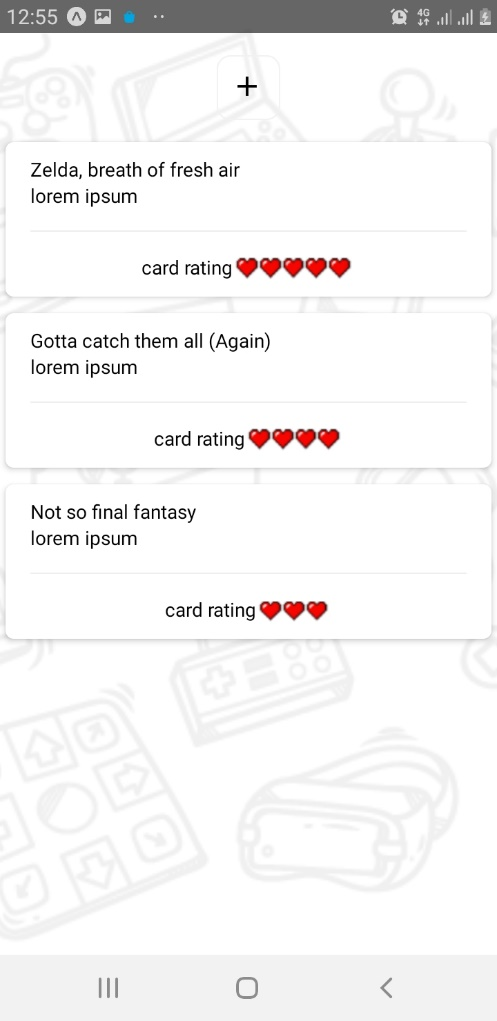 12:55
4G
+
Zelda, breath of fresh air
lorem ipsum
card rating
Gotta catch them all (Again)
lorem ipsum
card rating
Not so final fantasy
lorem ipsum
card rating